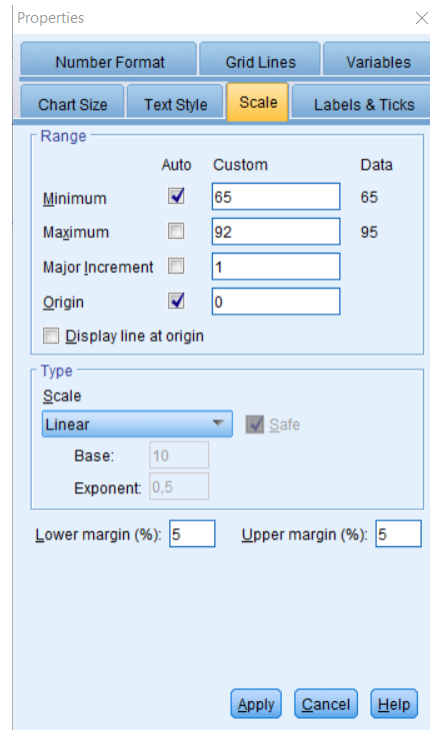 Properties
Number Format Grid Lines Variables
Chart Size Text Style Scale Labels & Ticks
Range
Auto Custom Data
Minimum 65 65
Maximum 92 95
Major Increment 1
Origin 0
Display line at origin
Type
Scale
Linear Safe
Base: 10
Exponent: 0,5
Lower margin (%): 5 Upper margin (%): 5
Apply Cancel Help